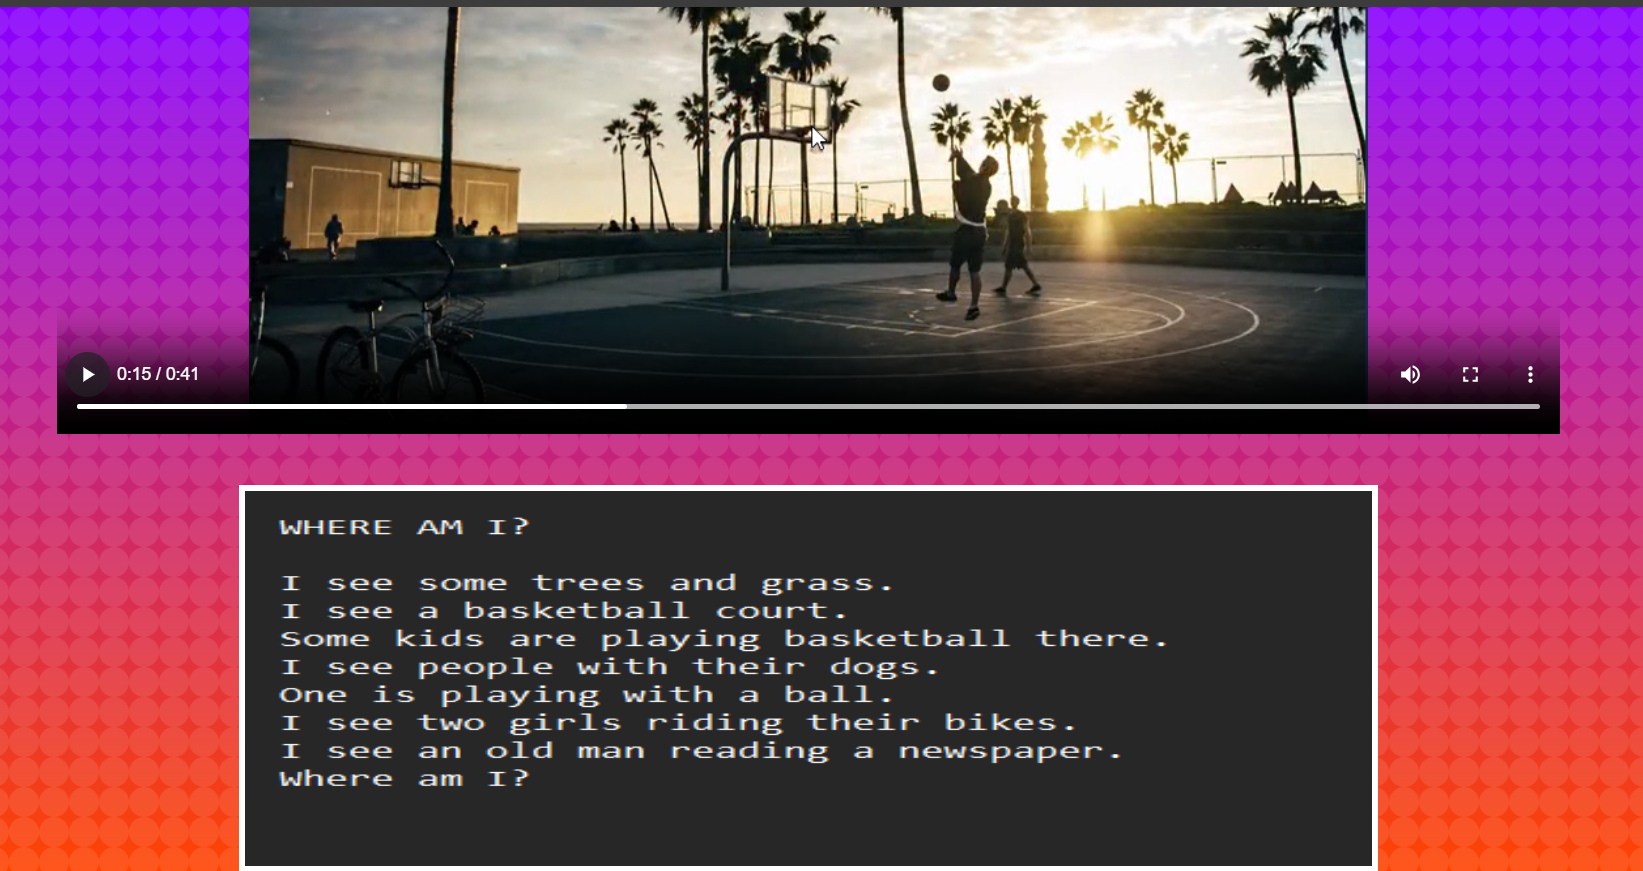 0:15 / 0:41
WHERE AM I?
I see some trees and grass.
I see a basketball court.
Some kids are playing basketball there.
I see people with their dogs.
One is playing with a ball.
I see two girls riding their bikes.
I see an old man reading a newspaper.
Where am I?